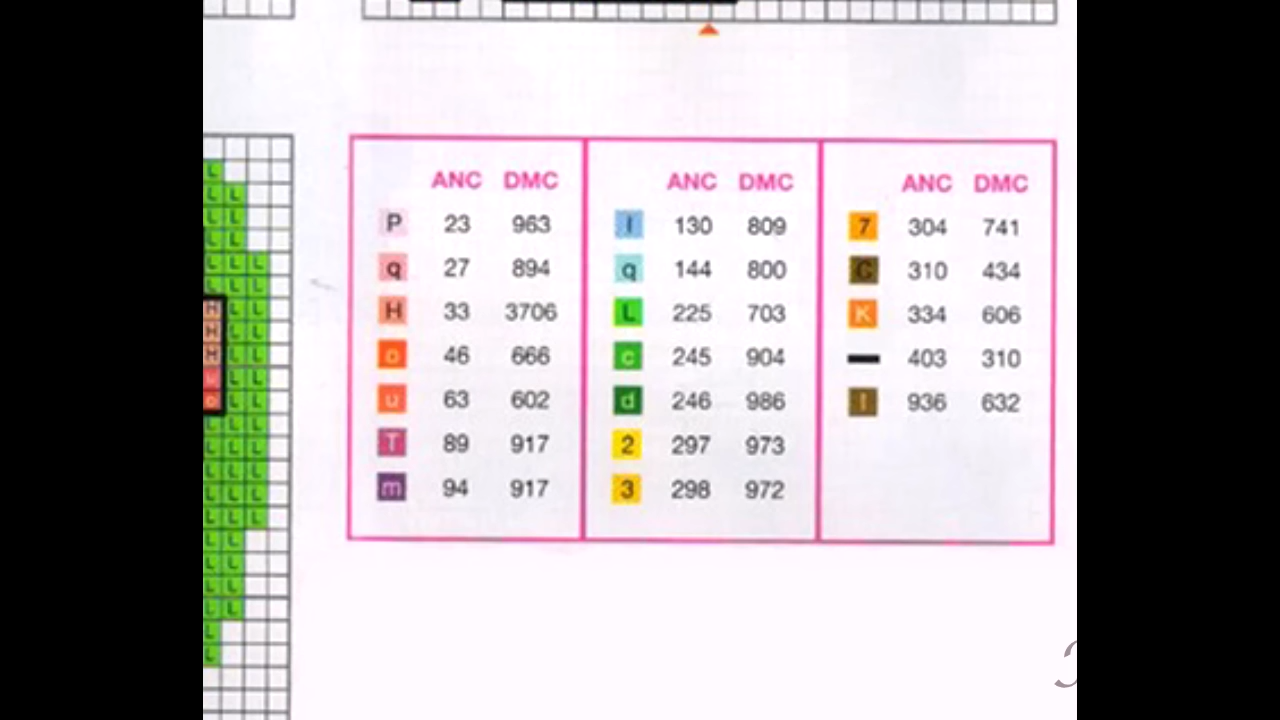 ANC DMC
P 23 963
q 27 894
H 33 3706
o 46 666
u 63 602
T 89 917
m 94 917
ANC DMC
I 130 809
q 144 800
L 225 703
c 245 904
d 246 986
2 297 973
3 298 972
ANC DMC
7 304 741
C 310 434
K 334 606
403 310
I 936 632
L
L L
L L
L L
L L L
L L L
H L L
H L L
H L L
u L L
o L L
L L L
L L L
L L L
L L L
L L L
L L
L L
L L
L L
L
L